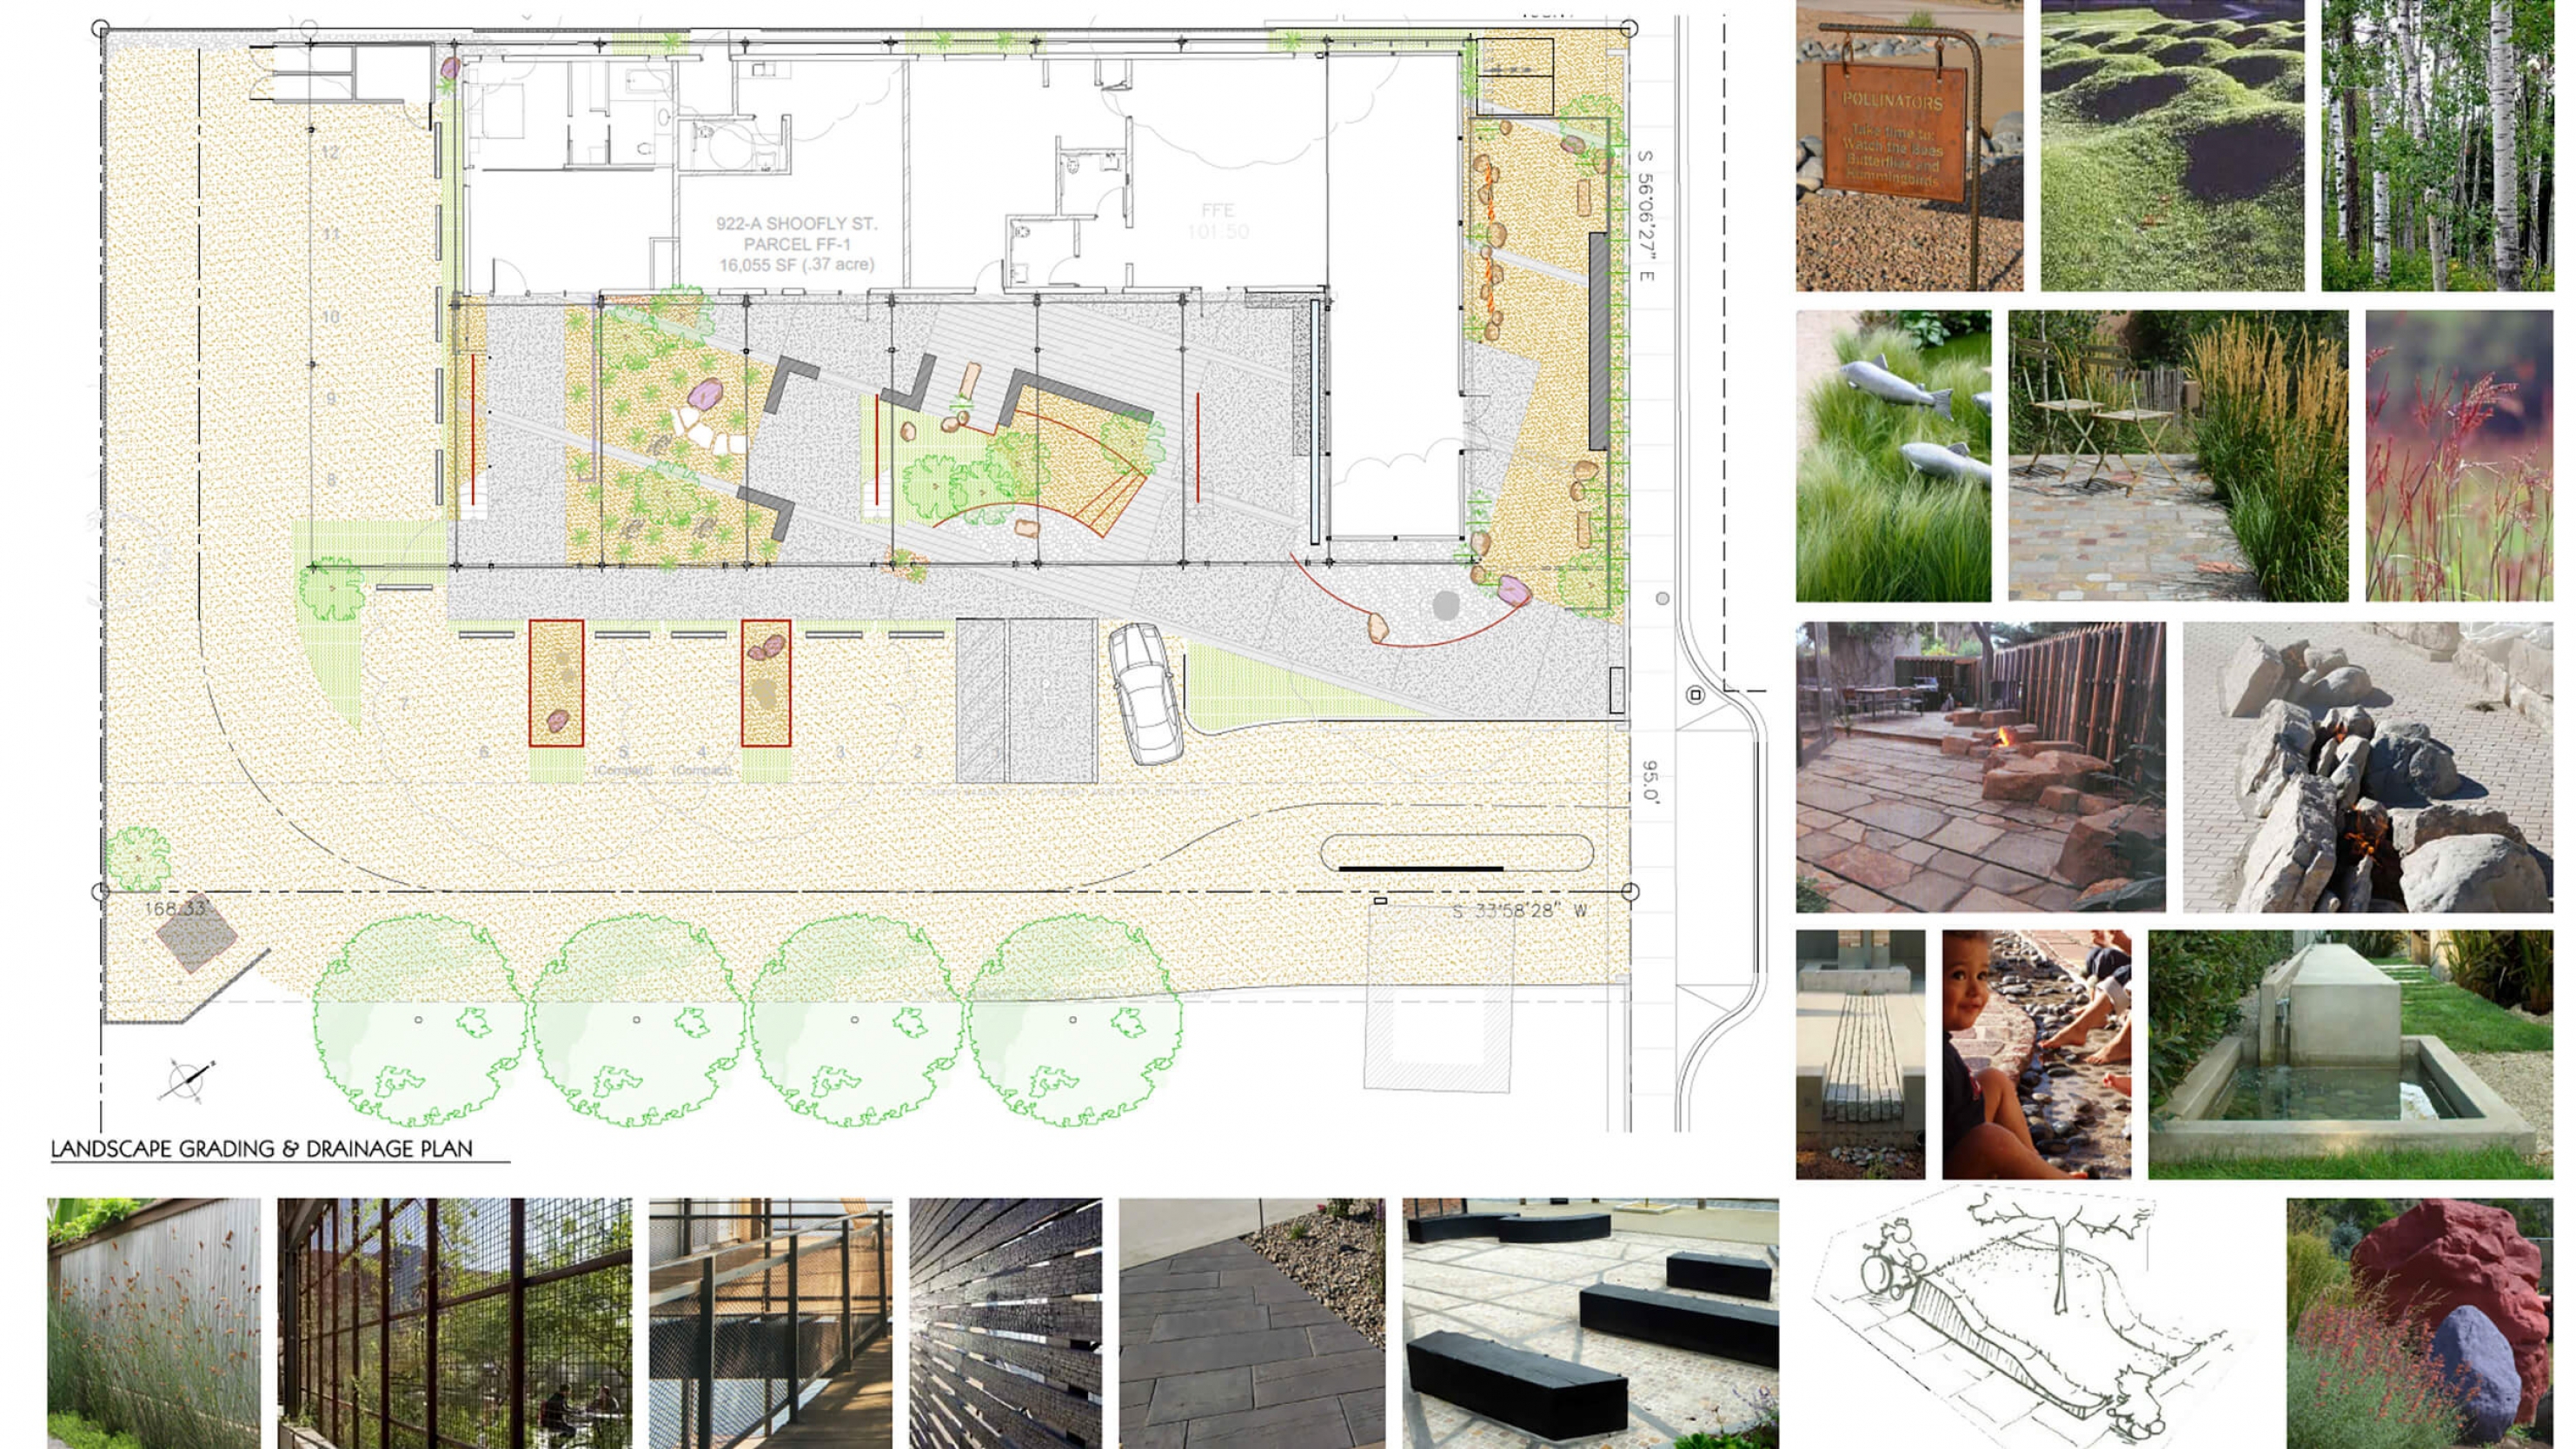 12
11
10
9
8
7
6
5
(Compact)
4
(Compact)
3
2
922-A SHOOFLY ST.
PARCEL FF-1
16,055 SF (.37 acre)
FFE
101.50
S 56°06'27" E
95.0'
168.33'
S 33°58'28" W
LANDSCAPE GRADING & DRAINAGE PLAN
POLLINATORS
Take time to:
Watch the Bees
Butterflies and
Hummingbirds